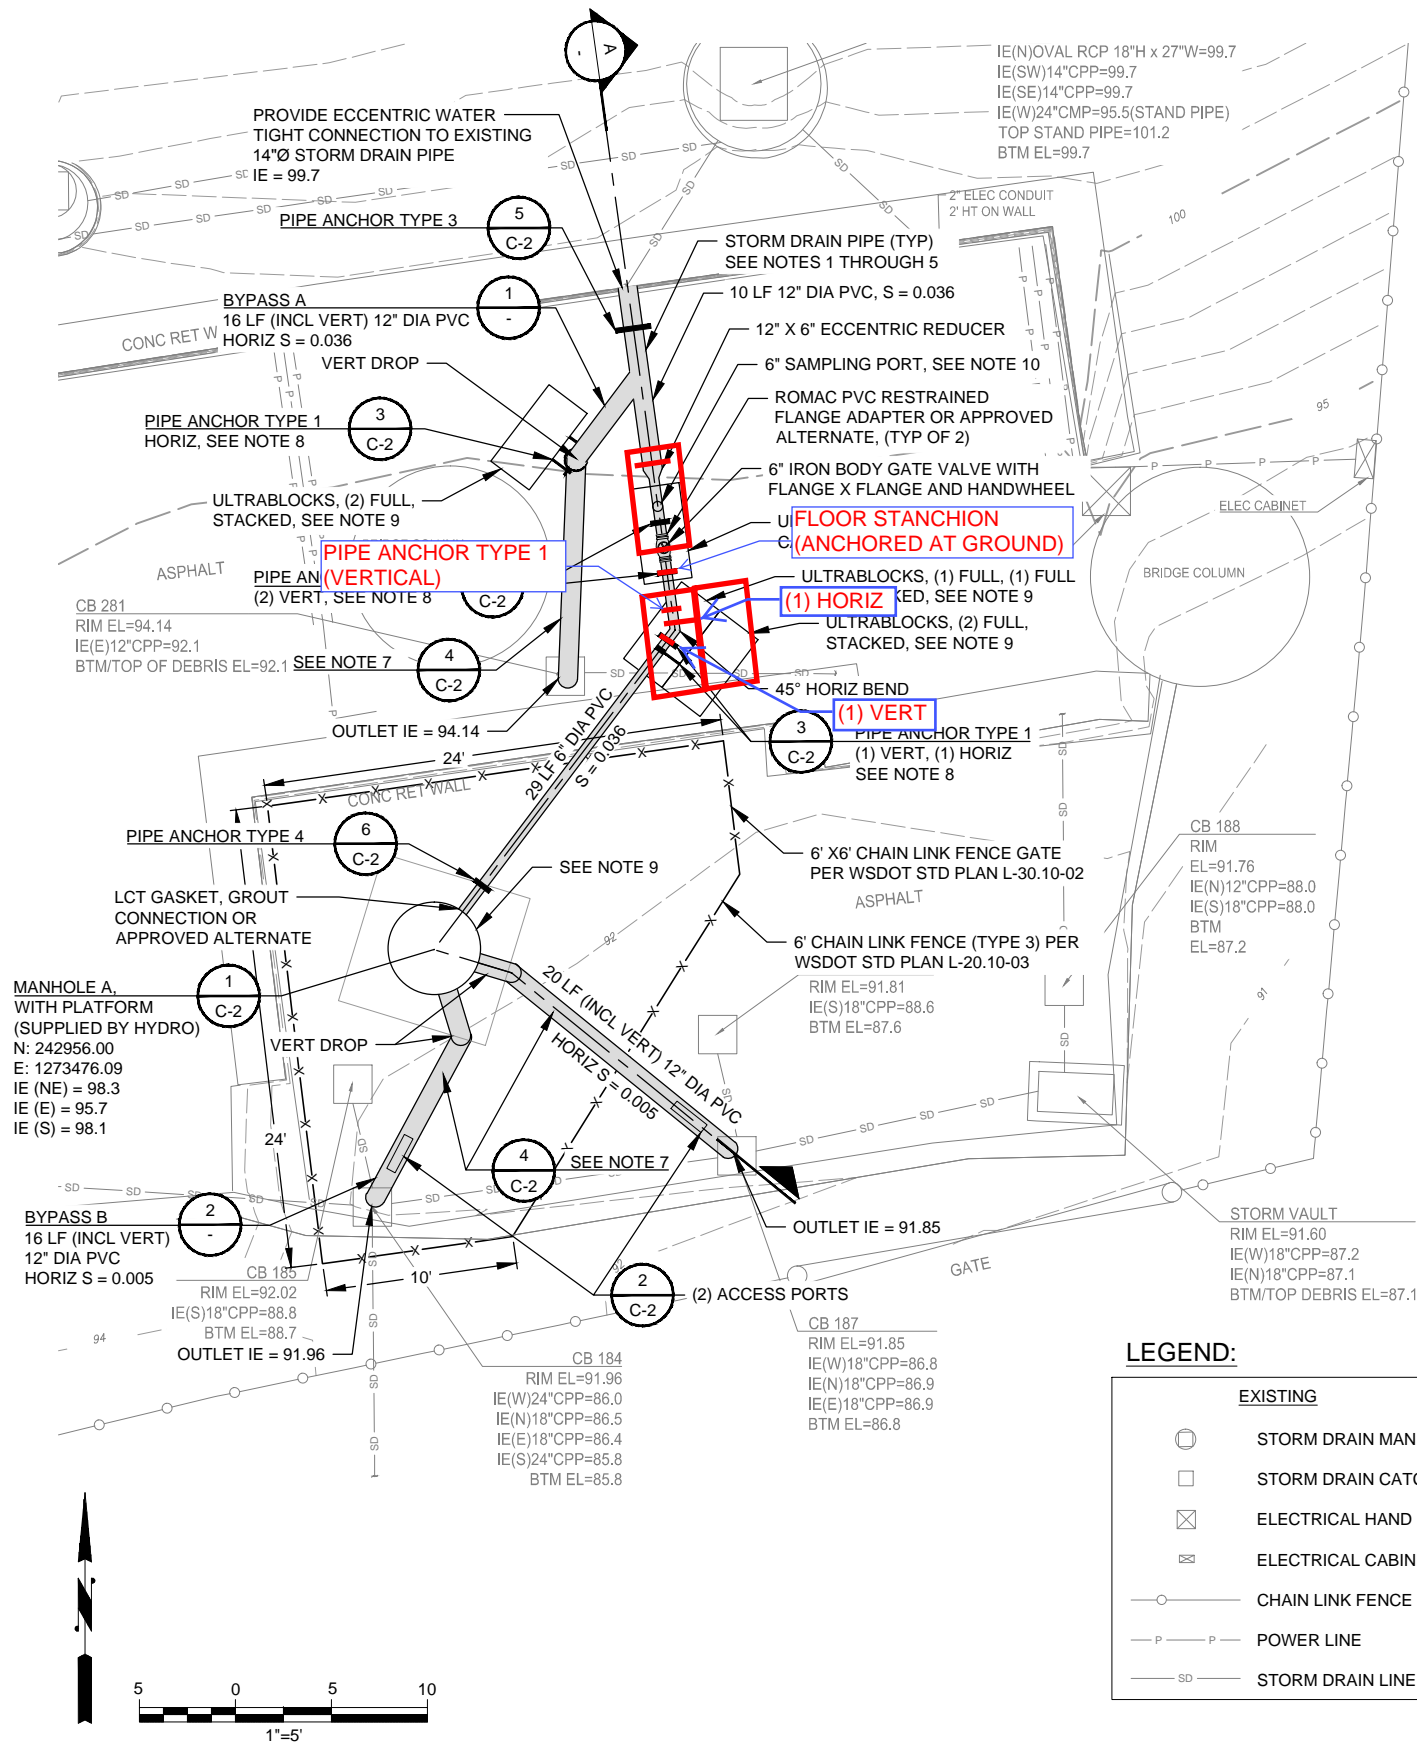 A
-
IE(N)OVAL RCP 18"H x 27"W=99.7
IE(SW)14"CPP=99.7
IE(SE)14"CPP=99.7
IE(W)24"CMP=95.5(STAND PIPE)
TOP STAND PIPE=101.2
BTM EL=99.7
PROVIDE ECCENTRIC WATER
TIGHT CONNECTION TO EXISTING
14"Ø STORM DRAIN PIPE
IE = 99.7
2" ELEC CONDUIT
2' HT ON WALL
100
PIPE ANCHOR TYPE 3
5
C-2
STORM DRAIN PIPE (TYP)
SEE NOTES 1 THROUGH 5
BYPASS A
16 LF (INCL VERT) 12" DIA PVC
HORIZ S = 0.036
1
-
10 LF 12" DIA PVC, S = 0.036
CONC RET W
12" X 6" ECCENTRIC REDUCER
VERT DROP
6" SAMPLING PORT, SEE NOTE 10
ROMAC PVC RESTRAINED
FLANGE ADAPTER OR APPROVED
ALTERNATE, (TYP OF 2)
95
PIPE ANCHOR TYPE 1
HORIZ, SEE NOTE 8
3
C-2
6" IRON BODY GATE VALVE WITH
FLANGE X FLANGE AND HANDWHEEL
ULTRABLOCKS, (2) FULL,
STACKED, SEE NOTE 9
ELEC CABINET
FLOOR STANCHION
(ANCHORED AT GROUND)
PIPE ANCHOR TYPE 1
(VERTICAL)
ASPHALT
BRIDGE COLUMN
PIPE AN
(2) VERT, SEE NOTE 8
C-2
ULTRABLOCKS, (1) FULL, (1) FULL
KED, SEE NOTE 9
(1) HORIZ
ULTRABLOCKS, (2) FULL,
STACKED, SEE NOTE 9
CB 281
RIM EL=94.14
IE(E)12"CPP=92.1
BTM/TOP OF DEBRIS EL=92.1
SEE NOTE 7
4
C-2
45° HORIZ BEND
(1) VERT
OUTLET IE = 94.14
3
C-2
PIPE ANCHOR TYPE 1
(1) VERT, (1) HORIZ
SEE NOTE 8
24'
29 LF 6" DIA PVC
S = 0.036
CONC RET WALL
PIPE ANCHOR TYPE 4
6
C-2
SEE NOTE 9
6' X6' CHAIN LINK FENCE GATE
PER WSDOT STD PLAN L-30.10-02
CB 188
RIM
EL=91.76
IE(N)12"CPP=88.0
IE(S)18"CPP=88.0
BTM
EL=87.2
LCT GASKET, GROUT
CONNECTION OR
APPROVED ALTERNATE
ASPHALT
92
6' CHAIN LINK FENCE (TYPE 3) PER
WSDOT STD PLAN L-20.10-03
RIM EL=91.81
IE(S)18"CPP=88.6
BTM EL=87.6
91
MANHOLE A,
WITH PLATFORM
(SUPPLIED BY HYDRO)
N: 242956.00
E: 1273476.09
IE (NE) = 98.3
IE (E) = 95.7
IE (S) = 98.1
1
C-2
20 LF (INCL VERT) 12" DIA PVC
HORIZ S = 0.005
VERT DROP
24'
4
C-2
SEE NOTE 7
BYPASS B
16 LF (INCL VERT)
12" DIA PVC
HORIZ S = 0.005
2
-
OUTLET IE = 91.85
STORM VAULT
RIM EL=91.60
IE(W)18"CPP=87.2
IE(N)18"CPP=87.1
BTM/TOP DEBRIS EL=87.1
GATE
92
10'
2
C-2
(2) ACCESS PORTS
CB 185
RIM EL=92.02
IE(S)18"CPP=88.8
BTM EL=88.7
94
OUTLET IE = 91.96
CB 187
RIM EL=91.85
IE(W)18"CPP=86.8
IE(N)18"CPP=86.9
IE(E)18"CPP=86.9
BTM EL=86.8
CB 184
RIM EL=91.96
IE(W)24"CPP=86.0
IE(N)18"CPP=86.5
IE(E)18"CPP=86.4
IE(S)24"CPP=85.8
BTM EL=85.8
LEGEND:
EXISTING
STORM DRAIN MAN
STORM DRAIN CATC
ELECTRICAL HAND
ELECTRICAL CABIN
CHAIN LINK FENCE
P P POWER LINE
SD STORM DRAIN LINE
N
5 0 5 10
1"=5'